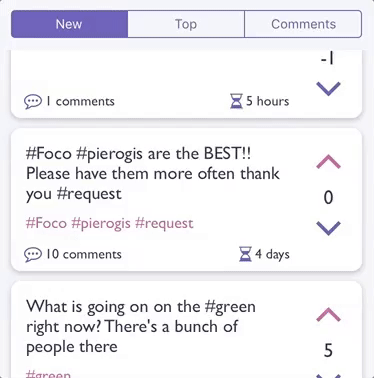 New Top Comments
-1
1 comments 5 hours
#Foco #pierogis are the BEST!!
Please have them more often thank
you #request
0
#Foco #pierogis #request
10 comments 4 days
What is going on on the #green
right now? There's a bunch of
people there
5
#green